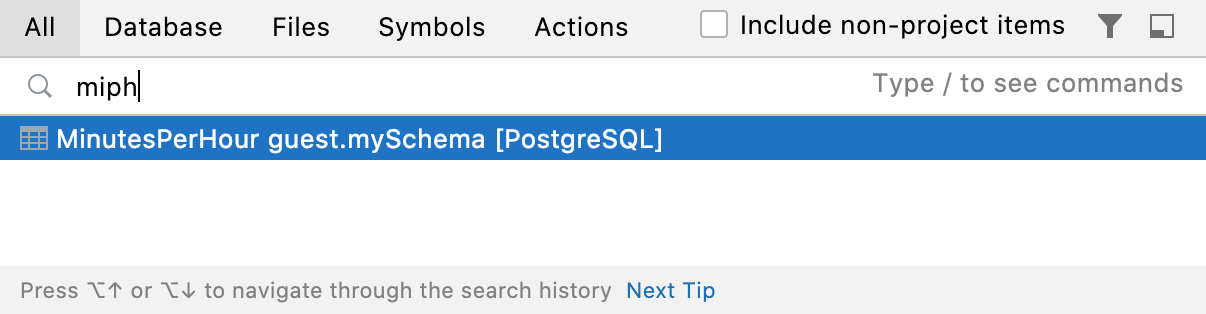 All Database Files Symbols Actions Include non-project items
miph Type / to see commands
MinutesPerHour guest.mySchema [PostgreSQL]
Press ⌥↑ or ⌥↓ to navigate through the search history Next Tip